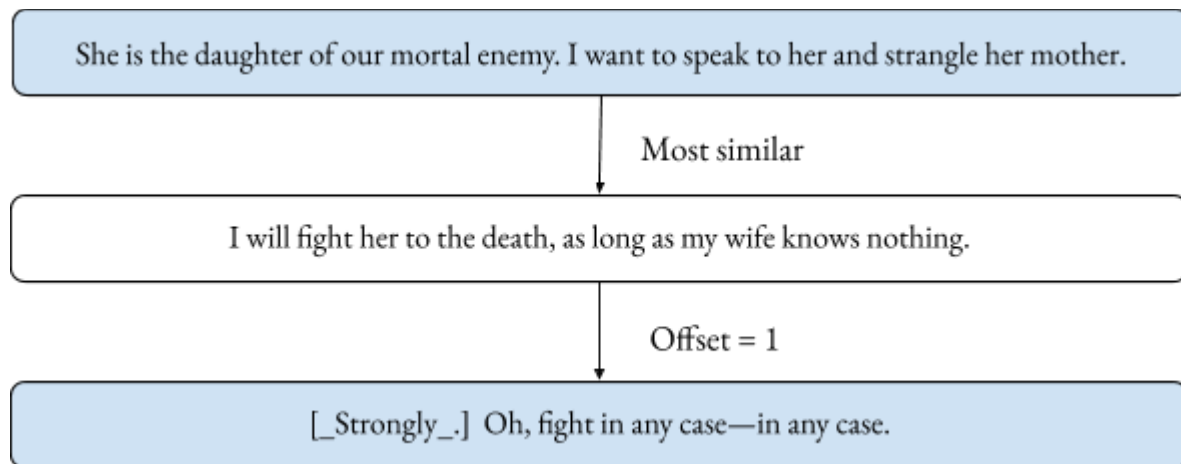 She is the daughter of our mortal enemy. I want to speak to her and strangle her mother.
Most similar
I will fight her to the death, as long as my wife knows nothing.
Offset = 1
[_Strongly_.] Oh, fight in any case—in any case.